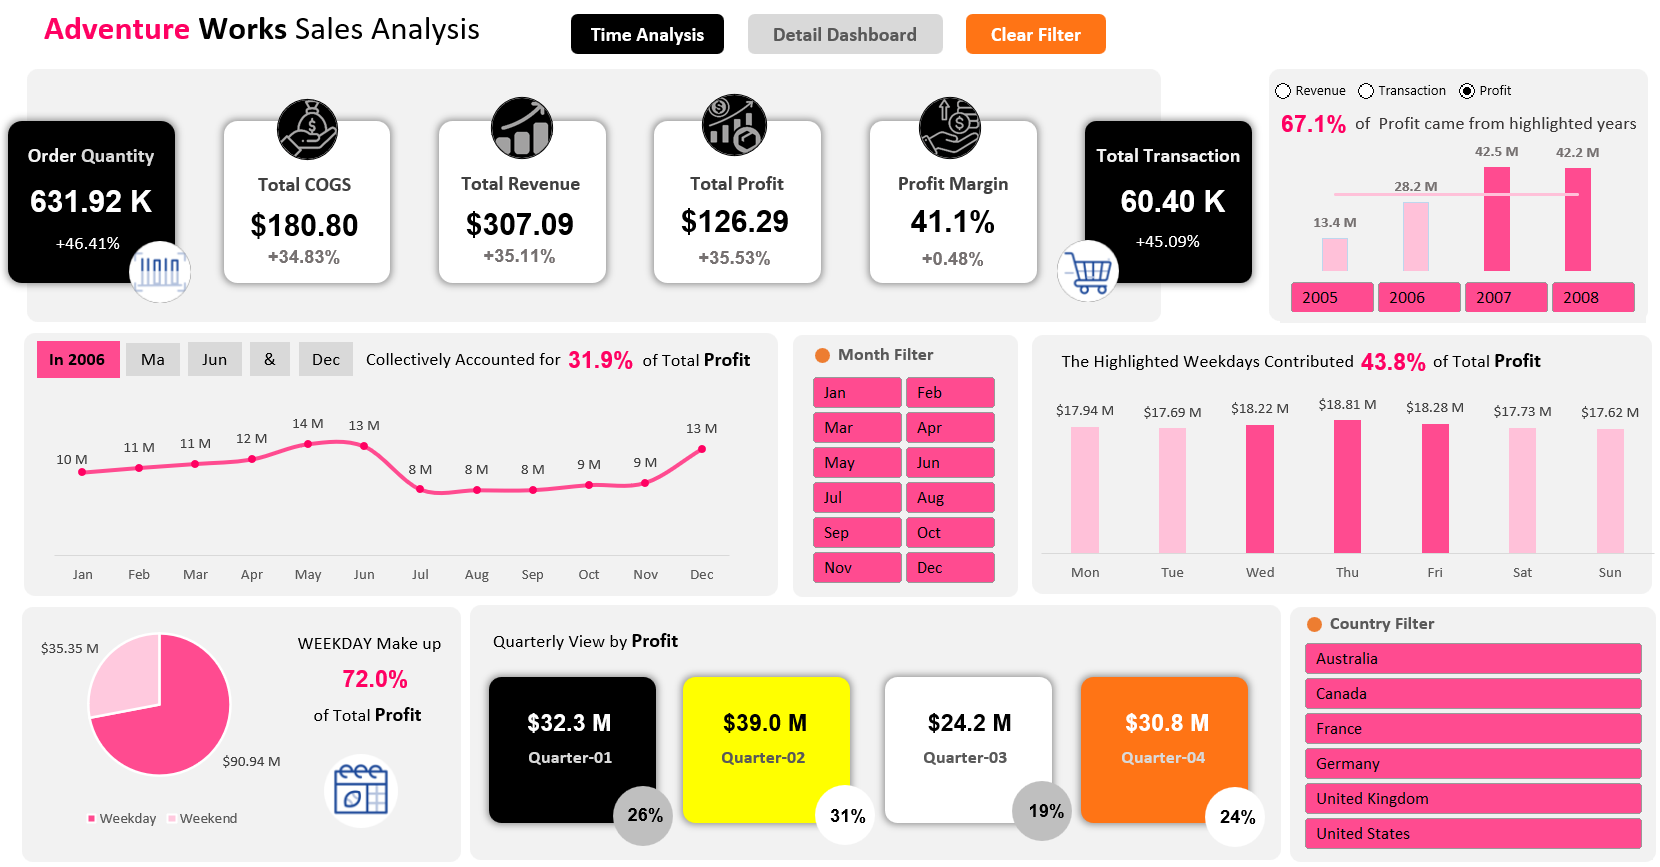 Adventure Works Sales Analysis
Time Analysis
Detail Dashboard
Clear Filter
Order Quantity
631.92 K
+46.41%
Total COGS
$180.80
+34.83%
Total Revenue
$307.09
+35.11%
Total Profit
$126.29
+35.53%
Profit Margin
41.1%
+0.48%
Total Transaction
60.40 K
+45.09%
Revenue Transaction Profit
67.1% of Profit came from highlighted years
42.5 M 42.2 M
28.2 M
13.4 M
2005 2006 2007 2008
In 2006 Ma Jun & Dec Collectively Accounted for 31.9% of Total Profit
10 M 11 M 11 M 12 M 14 M 13 M 8 M 8 M 8 M 9 M 9 M 13 M
Jan Feb Mar Apr May Jun Jul Aug Sep Oct Nov Dec
Month Filter
Jan Feb
Mar Apr
May Jun
Jul Aug
Sep Oct
Nov Dec
The Highlighted Weekdays Contributed 43.8% of Total Profit
$17.94 M $17.69 M $18.22 M $18.81 M $18.28 M $17.73 M $17.62 M
Mon Tue Wed Thu Fri Sat Sun
$35.35 M
$90.94 M
Weekday Weekend
WEEKDAY Make up
72.0%
of Total Profit
Quarterly View by Profit
$32.3 M
Quarter-01
26%
$39.0 M
Quarter-02
31%
$24.2 M
Quarter-03
19%
$30.8 M
Quarter-04
24%
Country Filter
Australia
Canada
France
Germany
United Kingdom
United States